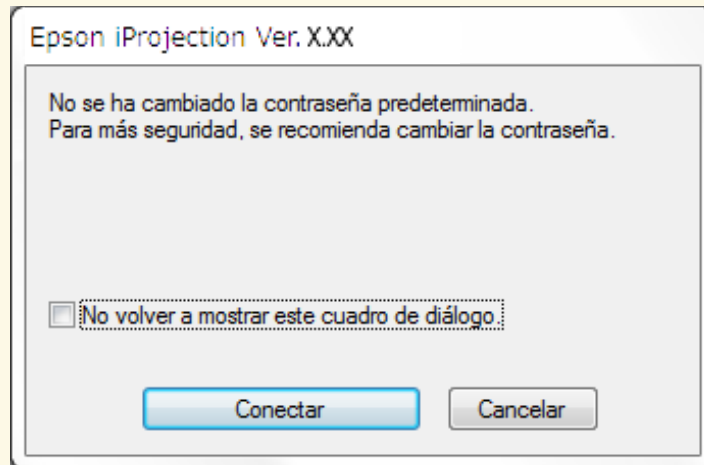 Epson iProjection Ver. X.XX
No se ha cambiado la contraseña predeterminada.
Para más seguridad, se recomienda cambiar la contraseña.
No volver a mostrar este cuadro de diálogo.
Conectar
Cancelar